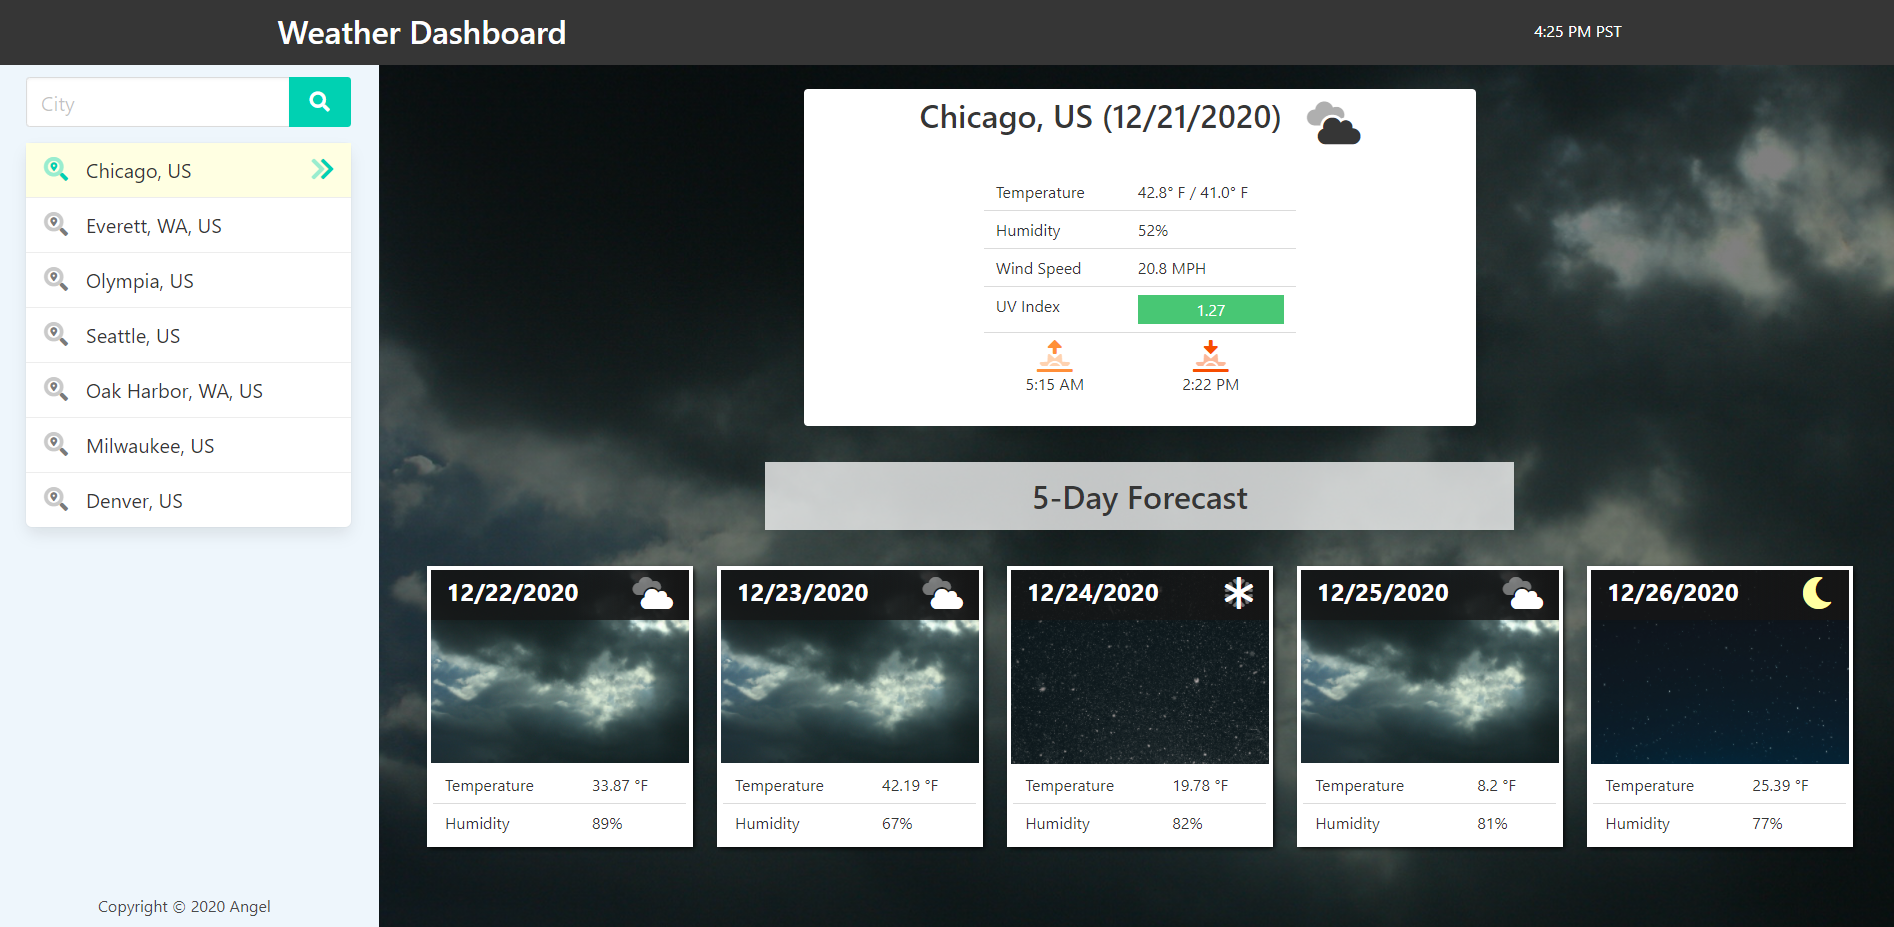 Weather Dashboard
4:25 PM PST
City
Chicago, US
Everett, WA, US
Olympia, US
Seattle, US
Oak Harbor, WA, US
Milwaukee, US
Denver, US
Copyright © 2020 Angel
Chicago, US (12/21/2020)
Temperature 42.8° F / 41.0° F
Humidity 52%
Wind Speed 20.8 MPH
UV Index 1.27
5:15 AM 2:22 PM
5-Day Forecast
12/22/2020
Temperature 33.87 °F
Humidity 89%
12/23/2020
Temperature 42.19 °F
Humidity 67%
12/24/2020
Temperature 19.78 °F
Humidity 82%
12/25/2020
Temperature 8.2 °F
Humidity 81%
12/26/2020
Temperature 25.39 °F
Humidity 77%